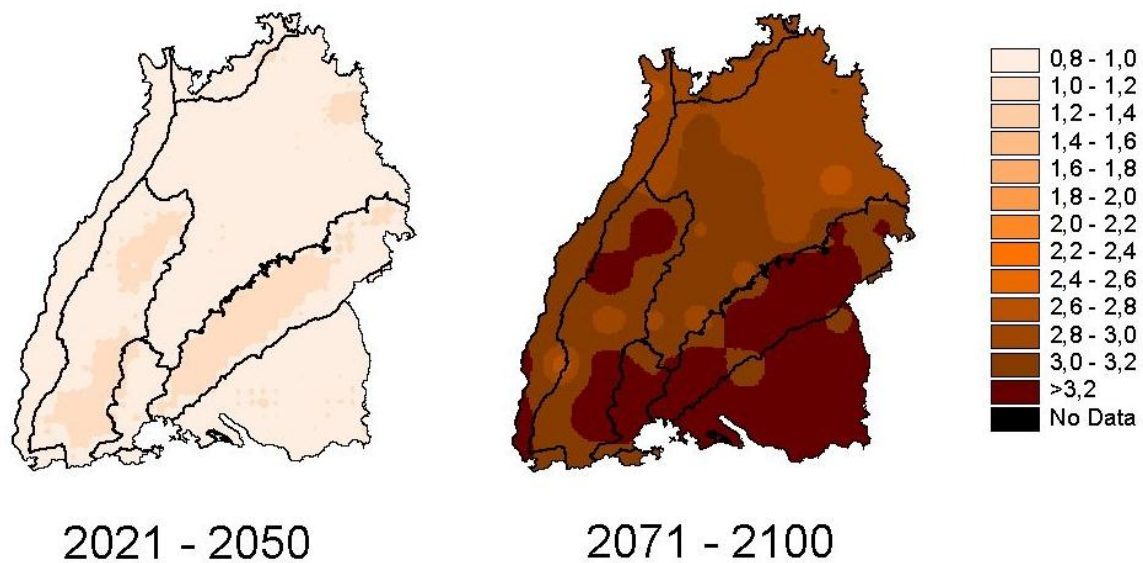 0,8 - 1,0
1,0 - 1,2
1,2 - 1,4
1,4 - 1,6
1,6 - 1,8
1,8 - 2,0
2,0 - 2,2
2,2 - 2,4
2,4 - 2,6
2,6 - 2,8
2,8 - 3,0
3,0 - 3,2
>3,2
No Data
2021 - 2050
2071 - 2100